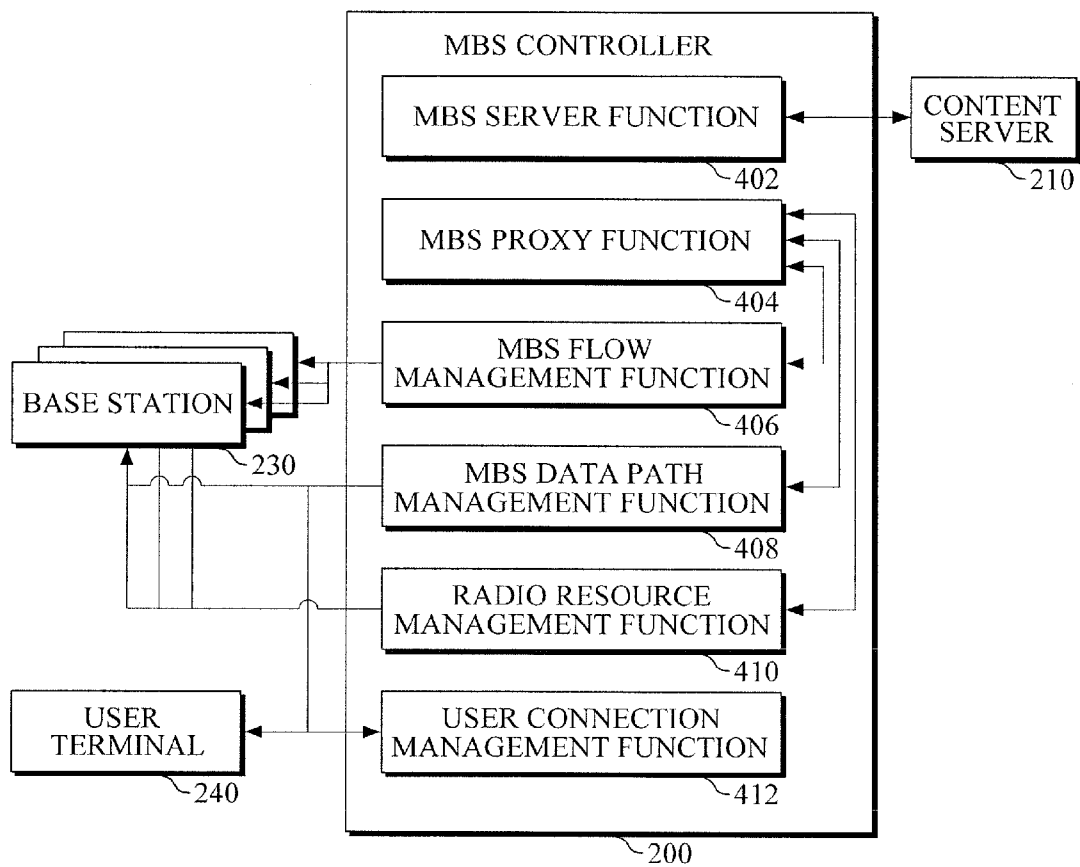 MBS CONTROLLER
MBS SERVER FUNCTION
402
CONTENT
SERVER
210
MBS PROXY FUNCTION
404
MBS FLOW
MANAGEMENT FUNCTION
406
BASE STATION
230
MBS DATA PATH
MANAGEMENT FUNCTION
408
RADIO RESOURCE
MANAGEMENT FUNCTION
410
USER
TERMINAL
240
USER CONNECTION
MANAGEMENT FUNCTION
412
200